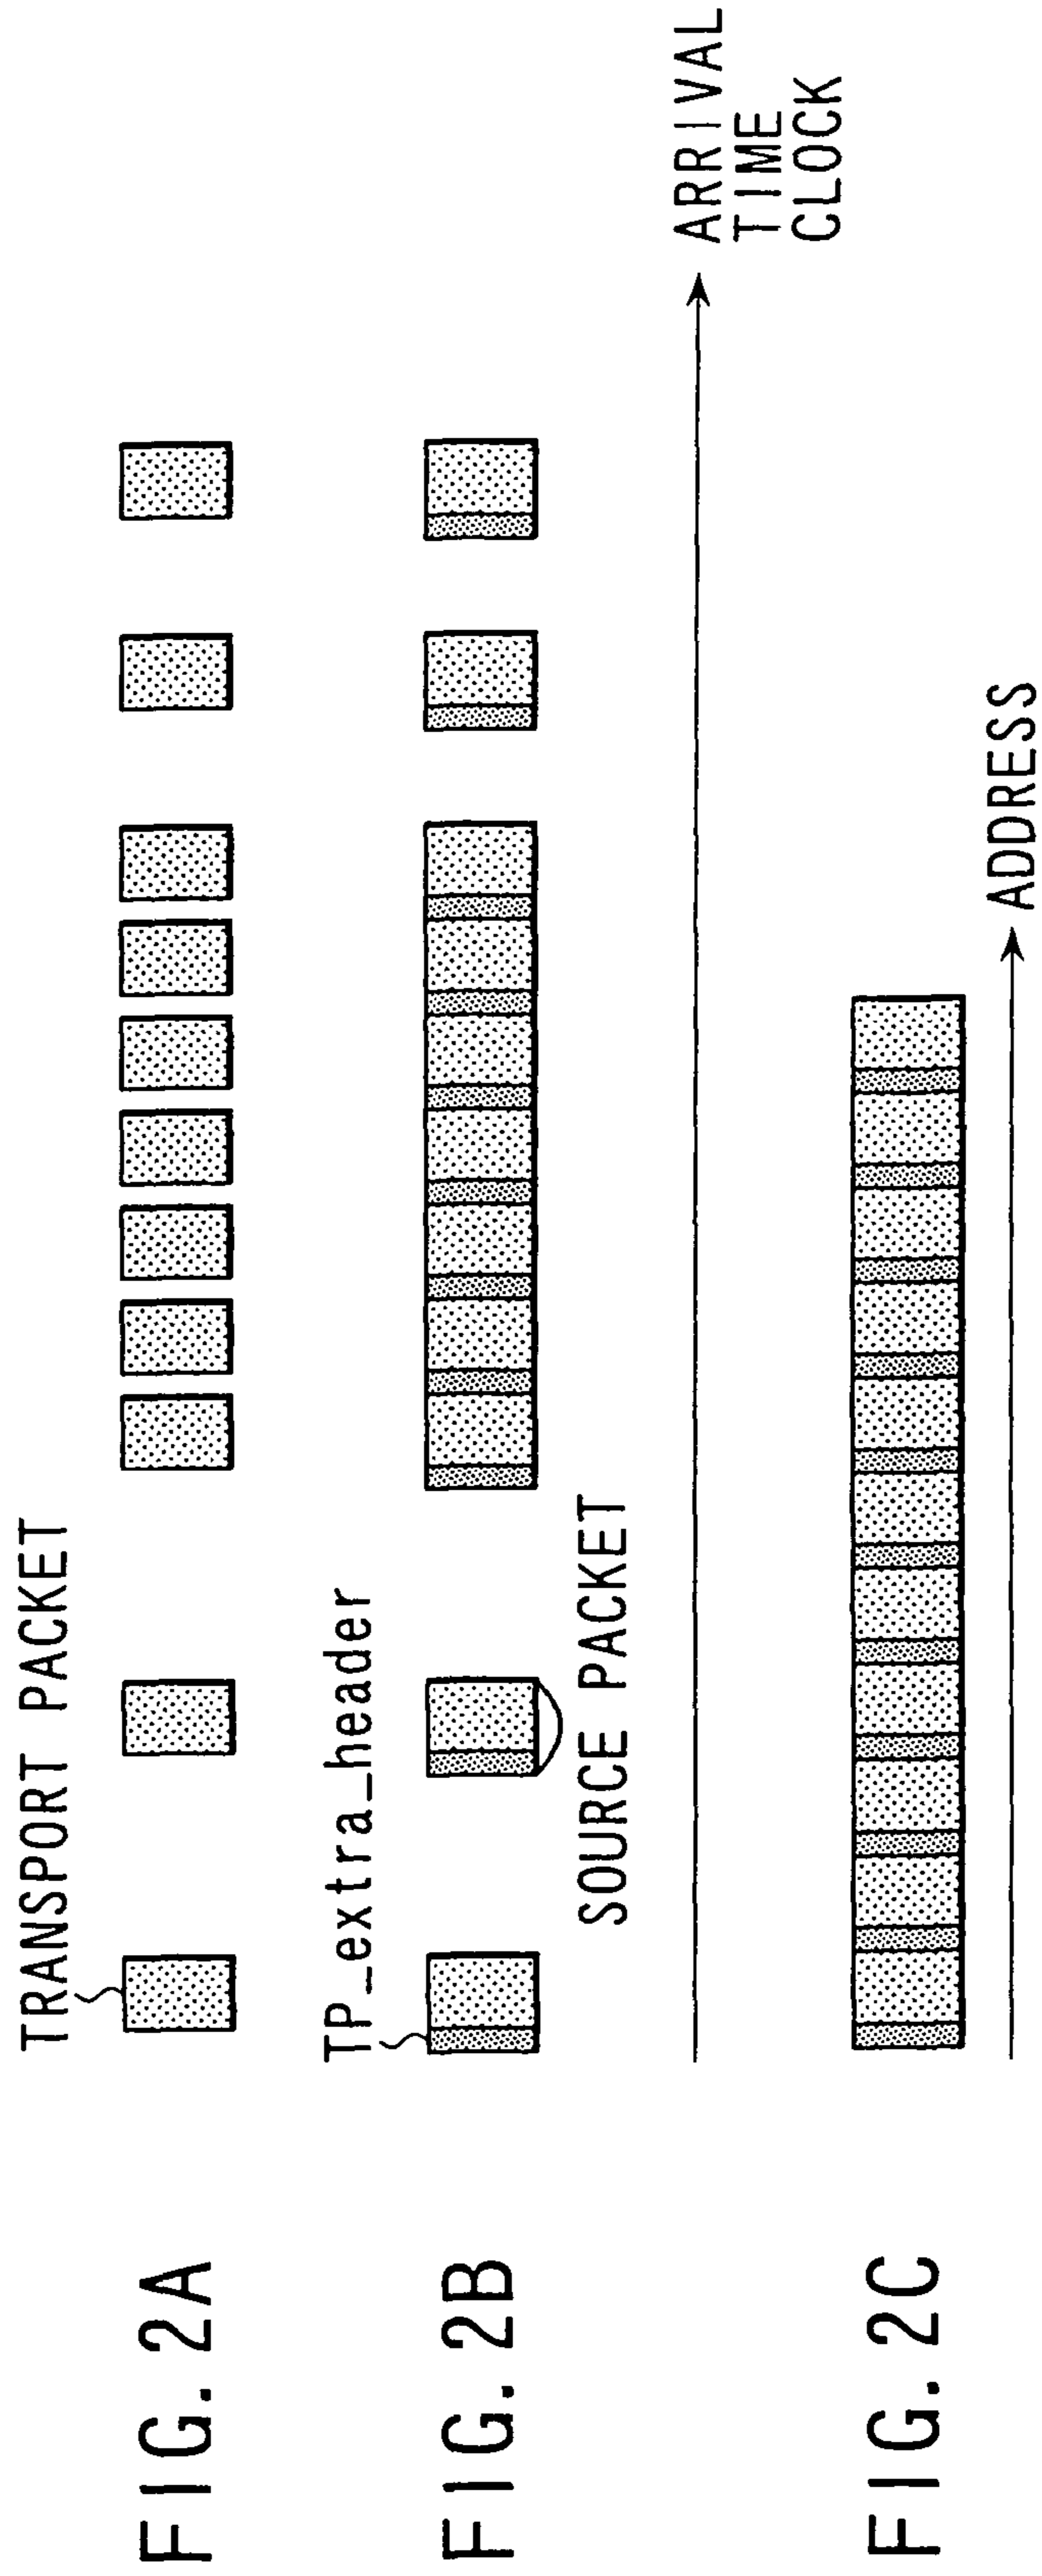 TRANSPORT PACKET
FIG. 2A
TP_extra_header
FIG. 2B
SOURCE PACKET
ARRIVAL
TIME
CLOCK
FIG. 2C
ADDRESS